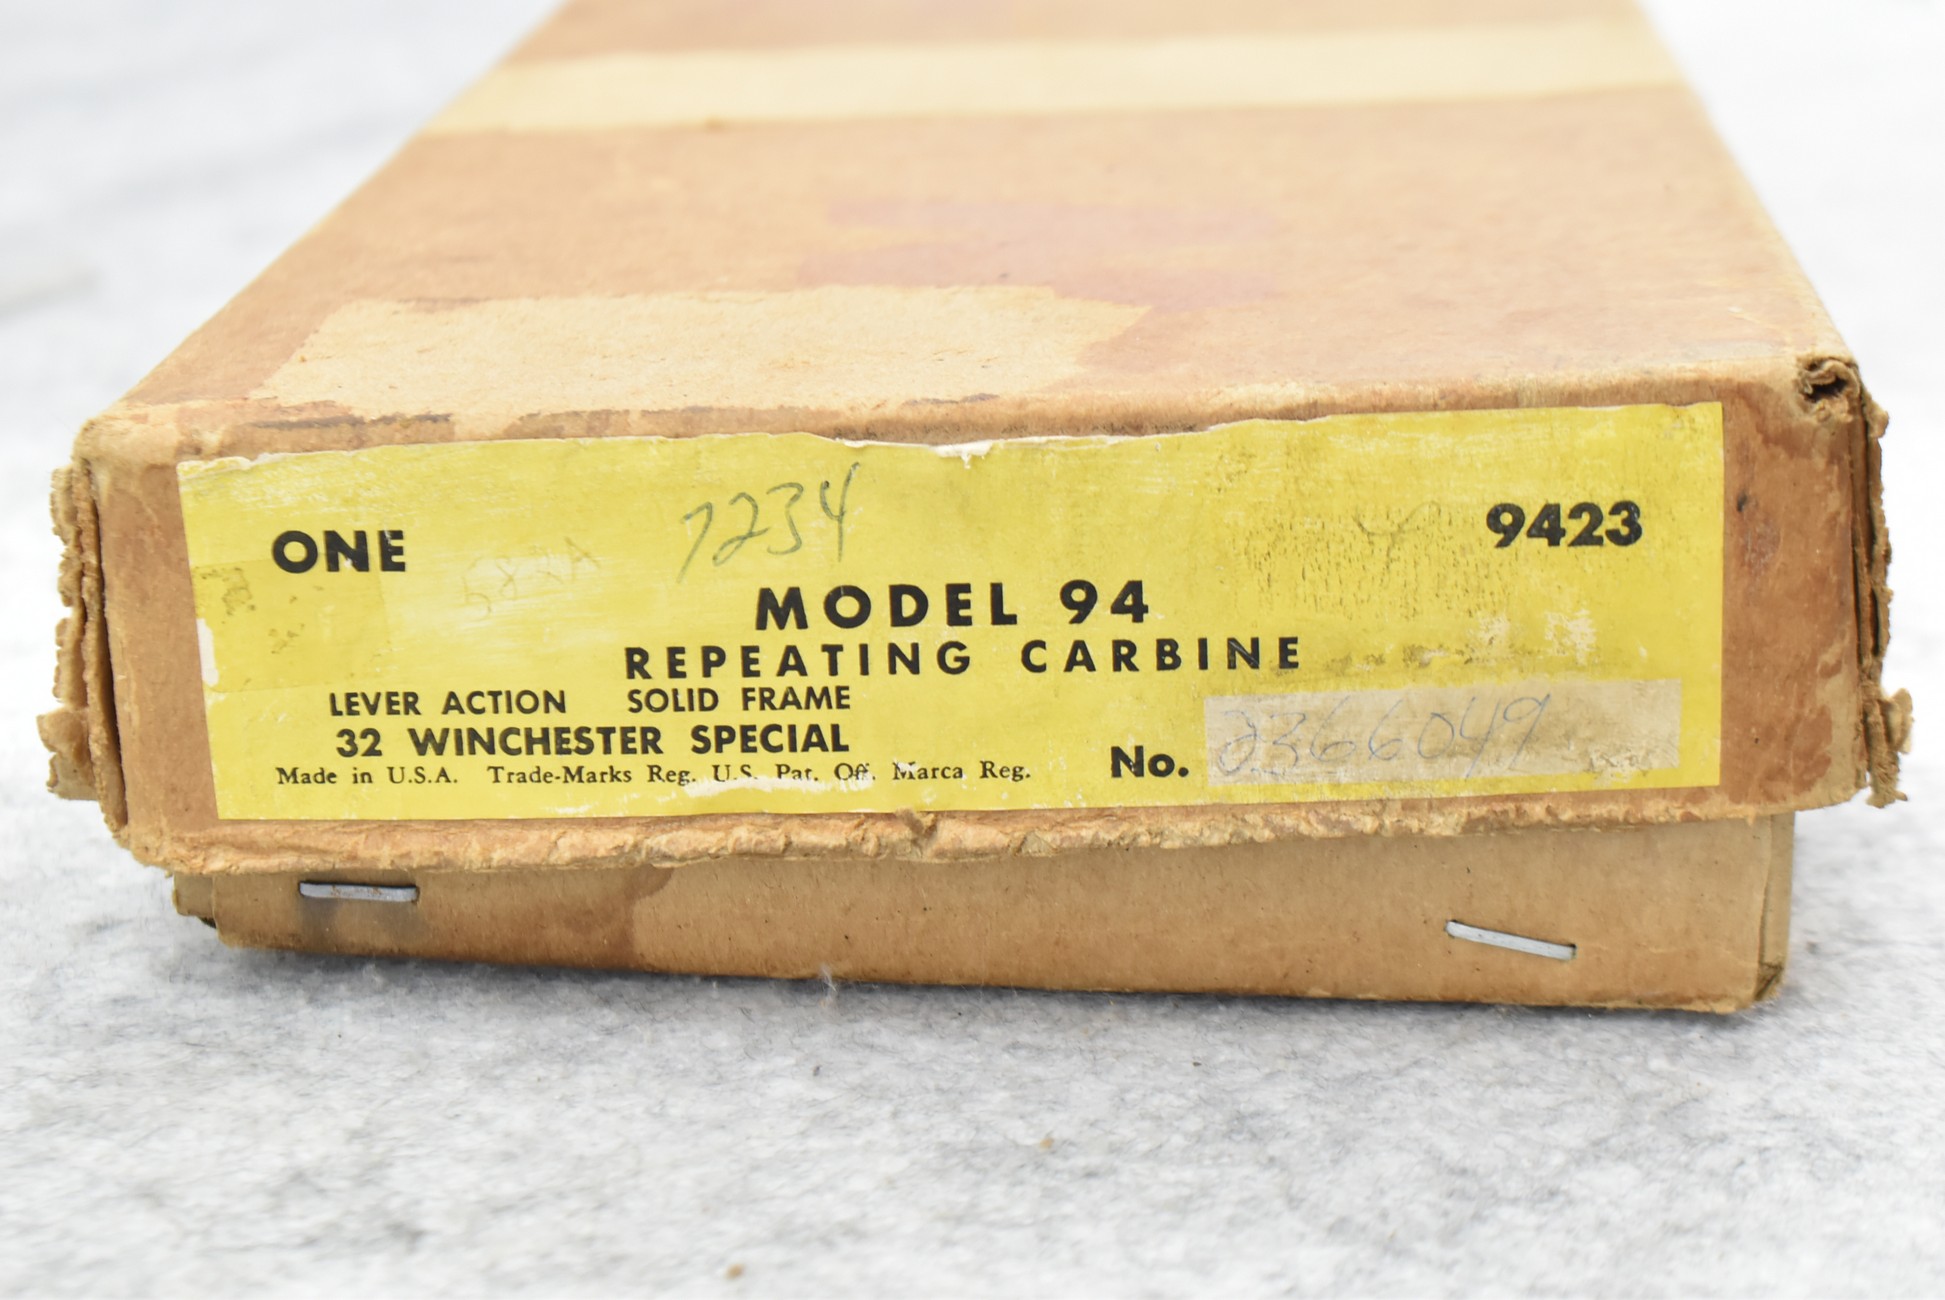 7234
ONE 9423
682A
MODEL 94
REPEATING CARBINE
LEVER ACTION SOLID FRAME
32 WINCHESTER SPECIAL
Made in U.S.A. Trade-Marks Reg. U.S. Pat. Off. Marca Reg.
No. 2366049